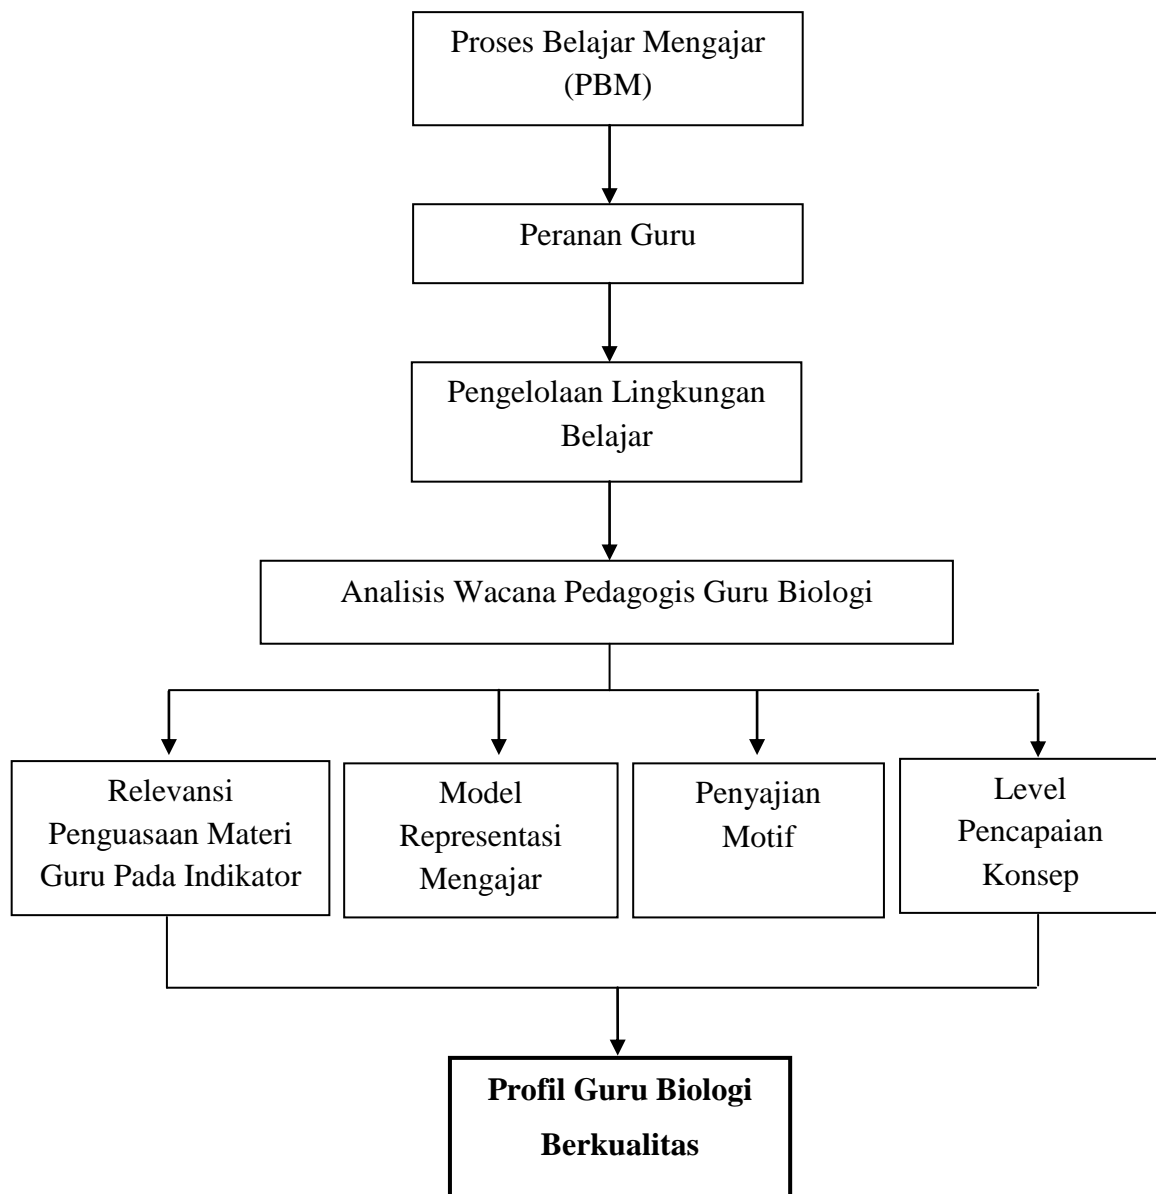 Proses Belajar Mengajar
(PBM)
Peranan Guru
Pengelolaan Lingkungan
Belajar
Analisis Wacana Pedagogis Guru Biologi
Relevansi
Penguasaan Materi
Guru Pada Indikator
Model
Representasi
Mengajar
Penyajian
Motif
Level
Pencapaian
Konsep
Profil Guru Biologi
Berkualitas